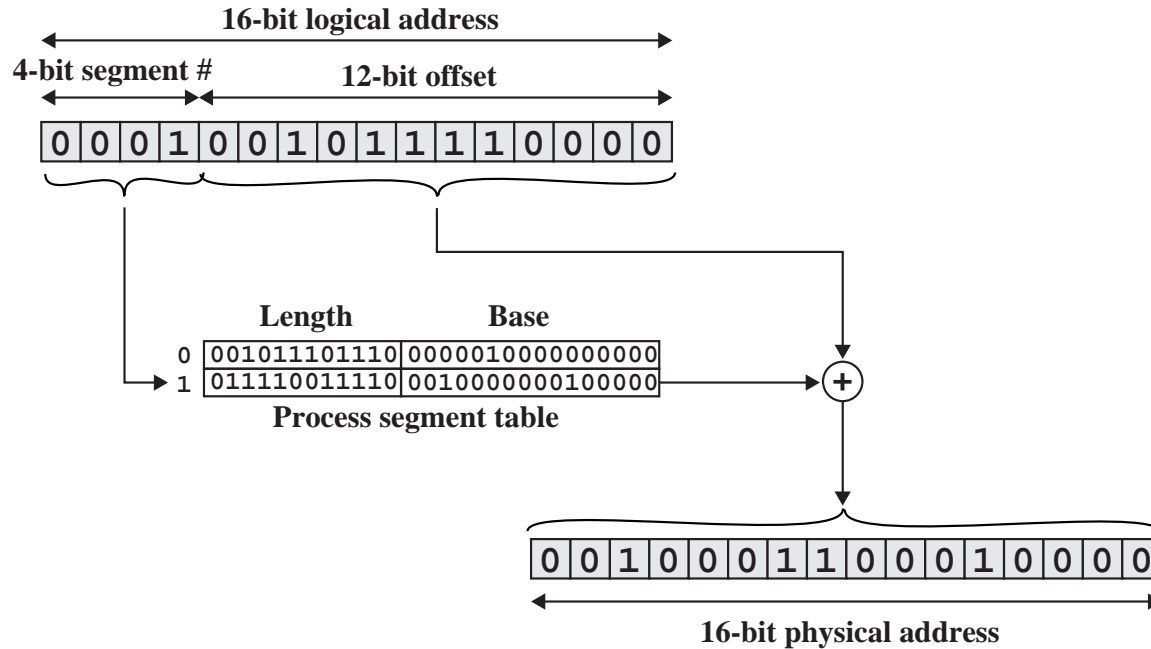 16-bit logical address
4-bit segment # 12-bit offset
0 0 0 1 0 0 1 0 1 1 1 1 0 0 0 0
Length Base
0 001011101110 0000010000000000
1 011110011110 0010000000100000
+
Process segment table
0 0 1 0 0 0 1 1 0 0 0 1 0 0 0 0
16-bit physical address